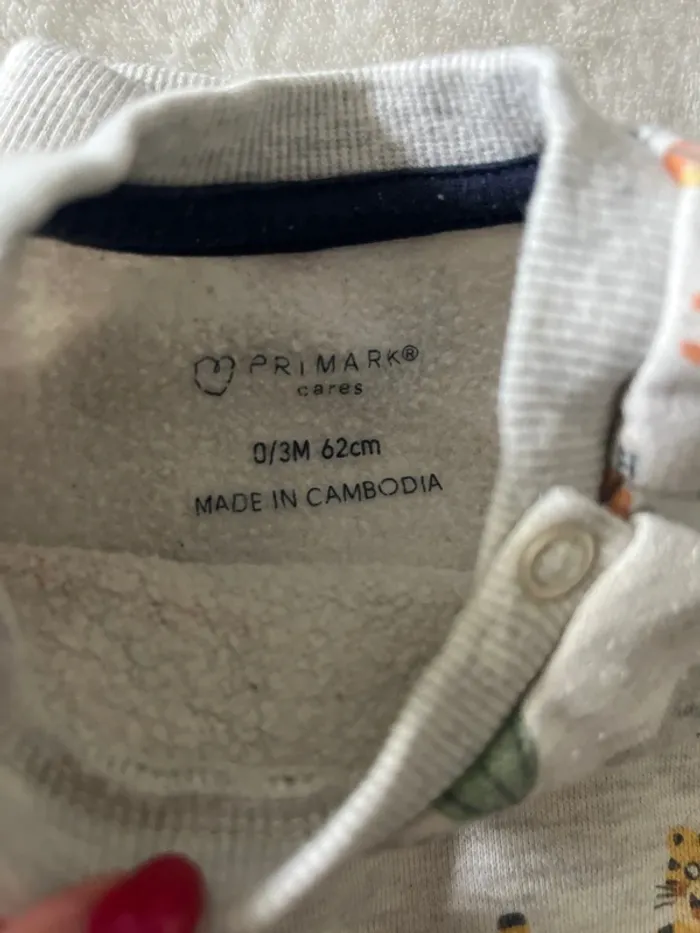 PRIMARK®
cares
0/3M 62cm
MADE IN CAMBODIA